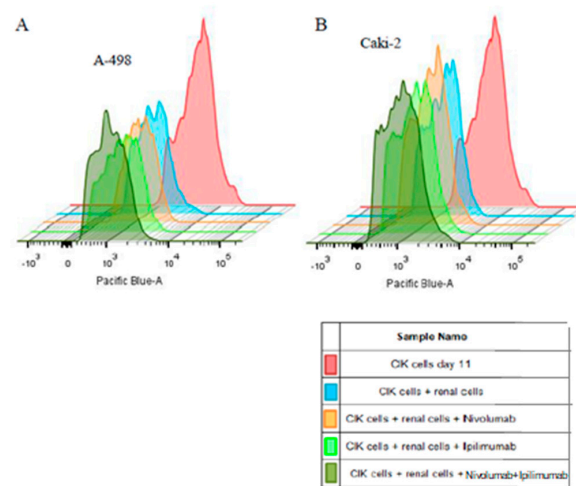 A
B
A-498
Caki-2
-10³ 0 10³ 10⁴ 10⁵
-10³ 0 10³ 10⁴ 10⁵
Pacific Blue-A
Pacific Blue-A
Sample Name
CIK cells day 11
CIK cells + renal cells
CIK cells + renal cells + Nivolumab
CIK cells + renal cells + Ipilimumab
CIK cells + renal cells + Nivolumab+Ipilimumab